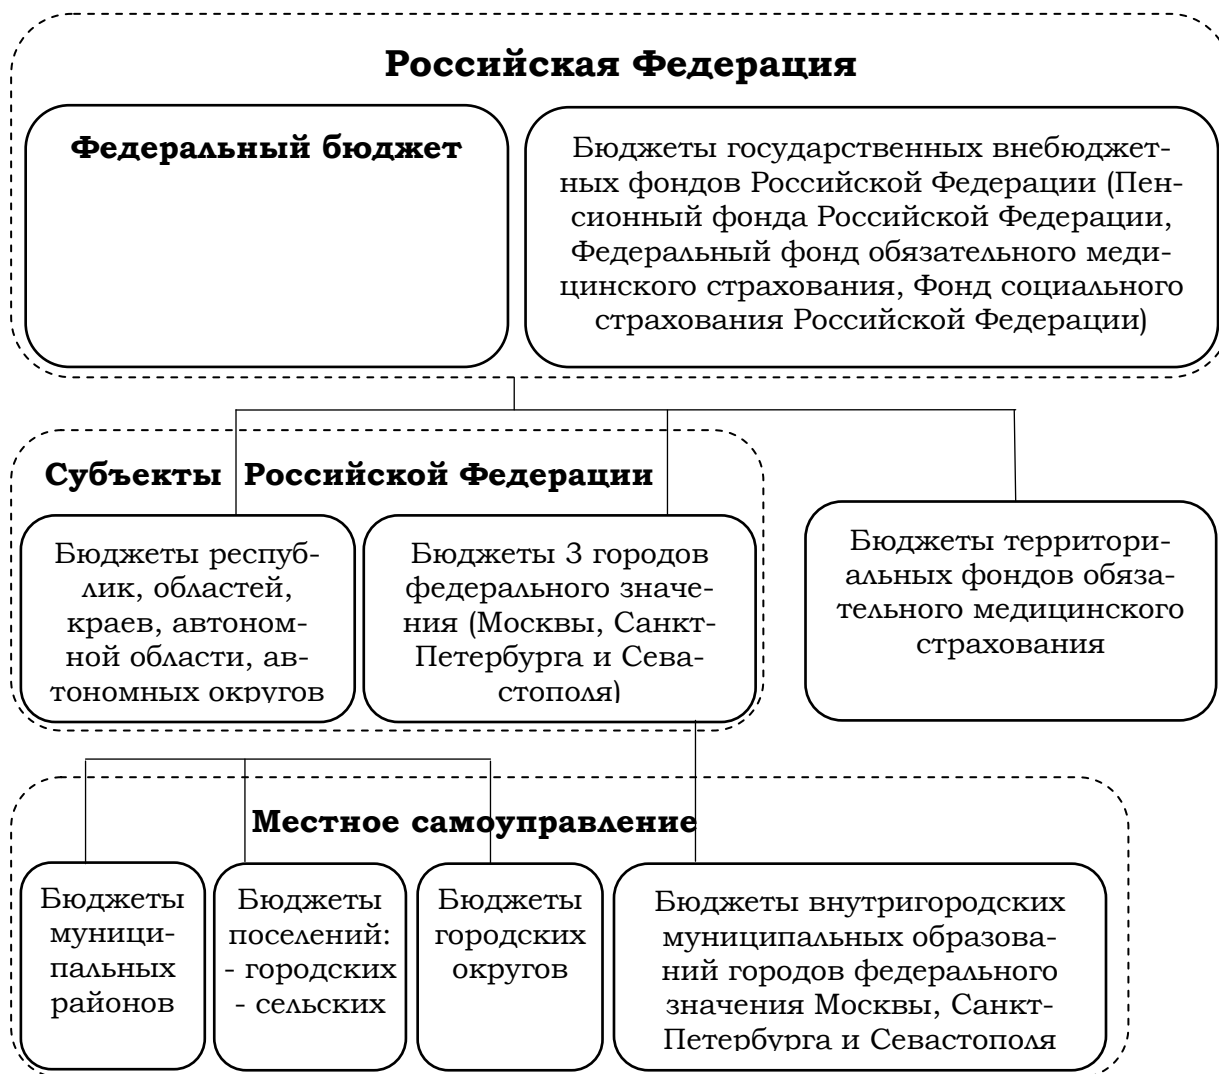 Российская Федерация
Федеральный бюджет
Бюджеты государственных внебюджет-
ных фондов Российской Федерации (Пен-
сионный фонда Российской Федерации,
Федеральный фонд обязательного меди-
цинского страхования, Фонд социального
страхования Российской Федерации)
Субъекты Российской Федерации
Бюджеты респуб-
лик, областей,
краев, автоном-
ной области, ав-
тономных округов
Бюджеты 3 городов
федерального значе-
ния (Москвы, Санкт-
Петербурга и Сева-
стополя)
Бюджеты территори-
альных фондов обяза-
тельного медицинского
страхования
Местное самоуправление
Бюджеты
муници-
пальных
районов
Бюджеты
поселений:
- городских
- сельских
Бюджеты
городских
округов
Бюджеты внутригородских
муниципальных образова-
ний городов федерального
значения Москвы, Санкт-
Петербурга и Севастополя